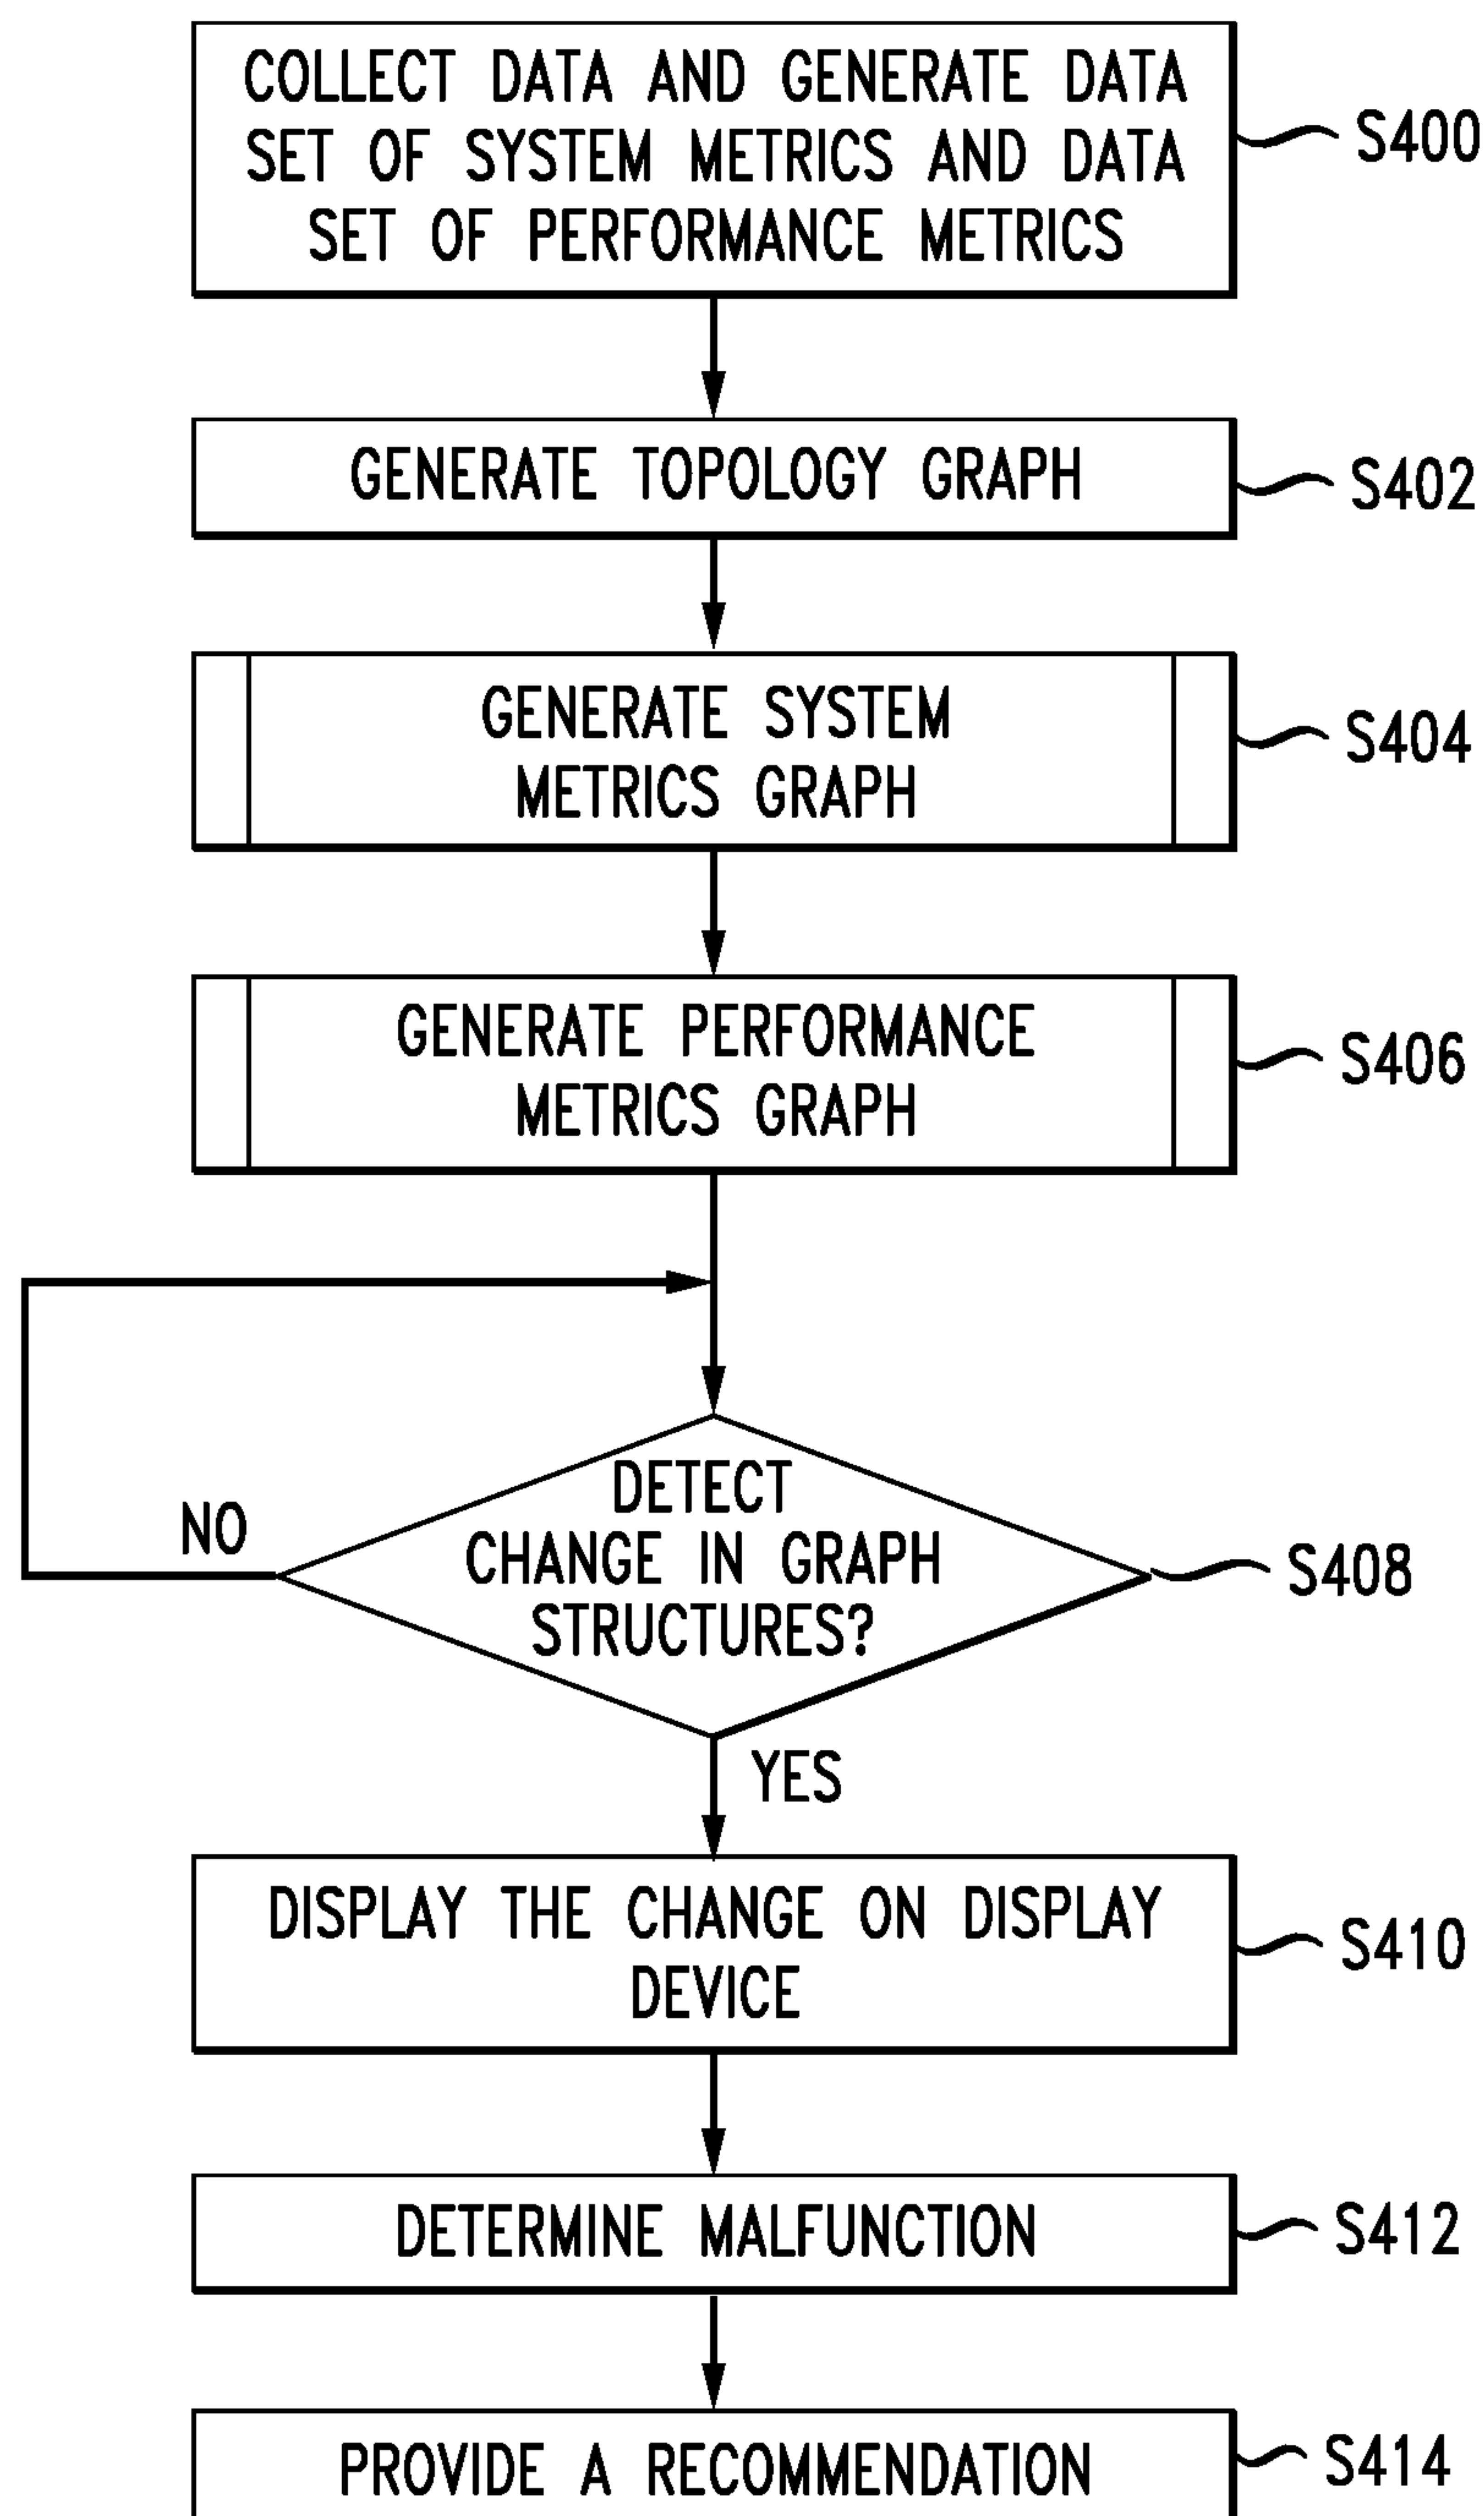 COLLECT DATA AND GENERATE DATA
SET OF SYSTEM METRICS AND DATA
SET OF PERFORMANCE METRICS
S400
GENERATE TOPOLOGY GRAPH
S402
GENERATE SYSTEM
METRICS GRAPH
S404
GENERATE PERFORMANCE
METRICS GRAPH
S406
DETECT
CHANGE IN GRAPH
STRUCTURES?
S408
NO
YES
DISPLAY THE CHANGE ON DISPLAY
DEVICE
S410
DETERMINE MALFUNCTION
S412
PROVIDE A RECOMMENDATION
S414